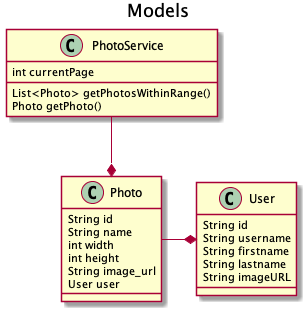 Models
C PhotoService
int currentPage
List<Photo> getPhotosWithinRange()
Photo getPhoto()
C Photo
String id
String name
int width
int height
String image_url
User user
C User
String id
String username
String firstname
String lastname
String imageURL